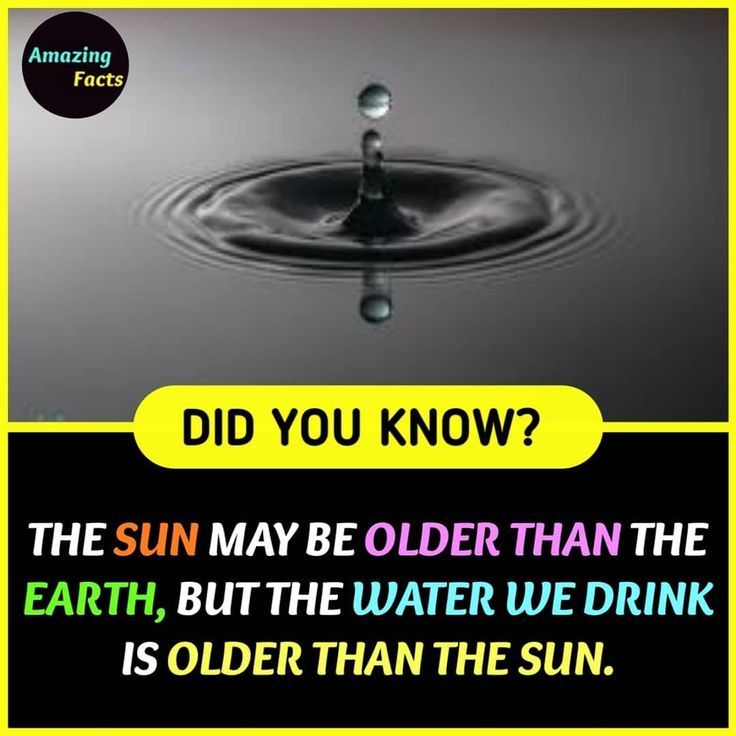 Amazing
Facts
DID YOU KNOW?
THE SUN MAY BE OLDER THAN THE
EARTH, BUT THE WATER WE DRINK
IS OLDER THAN THE SUN.